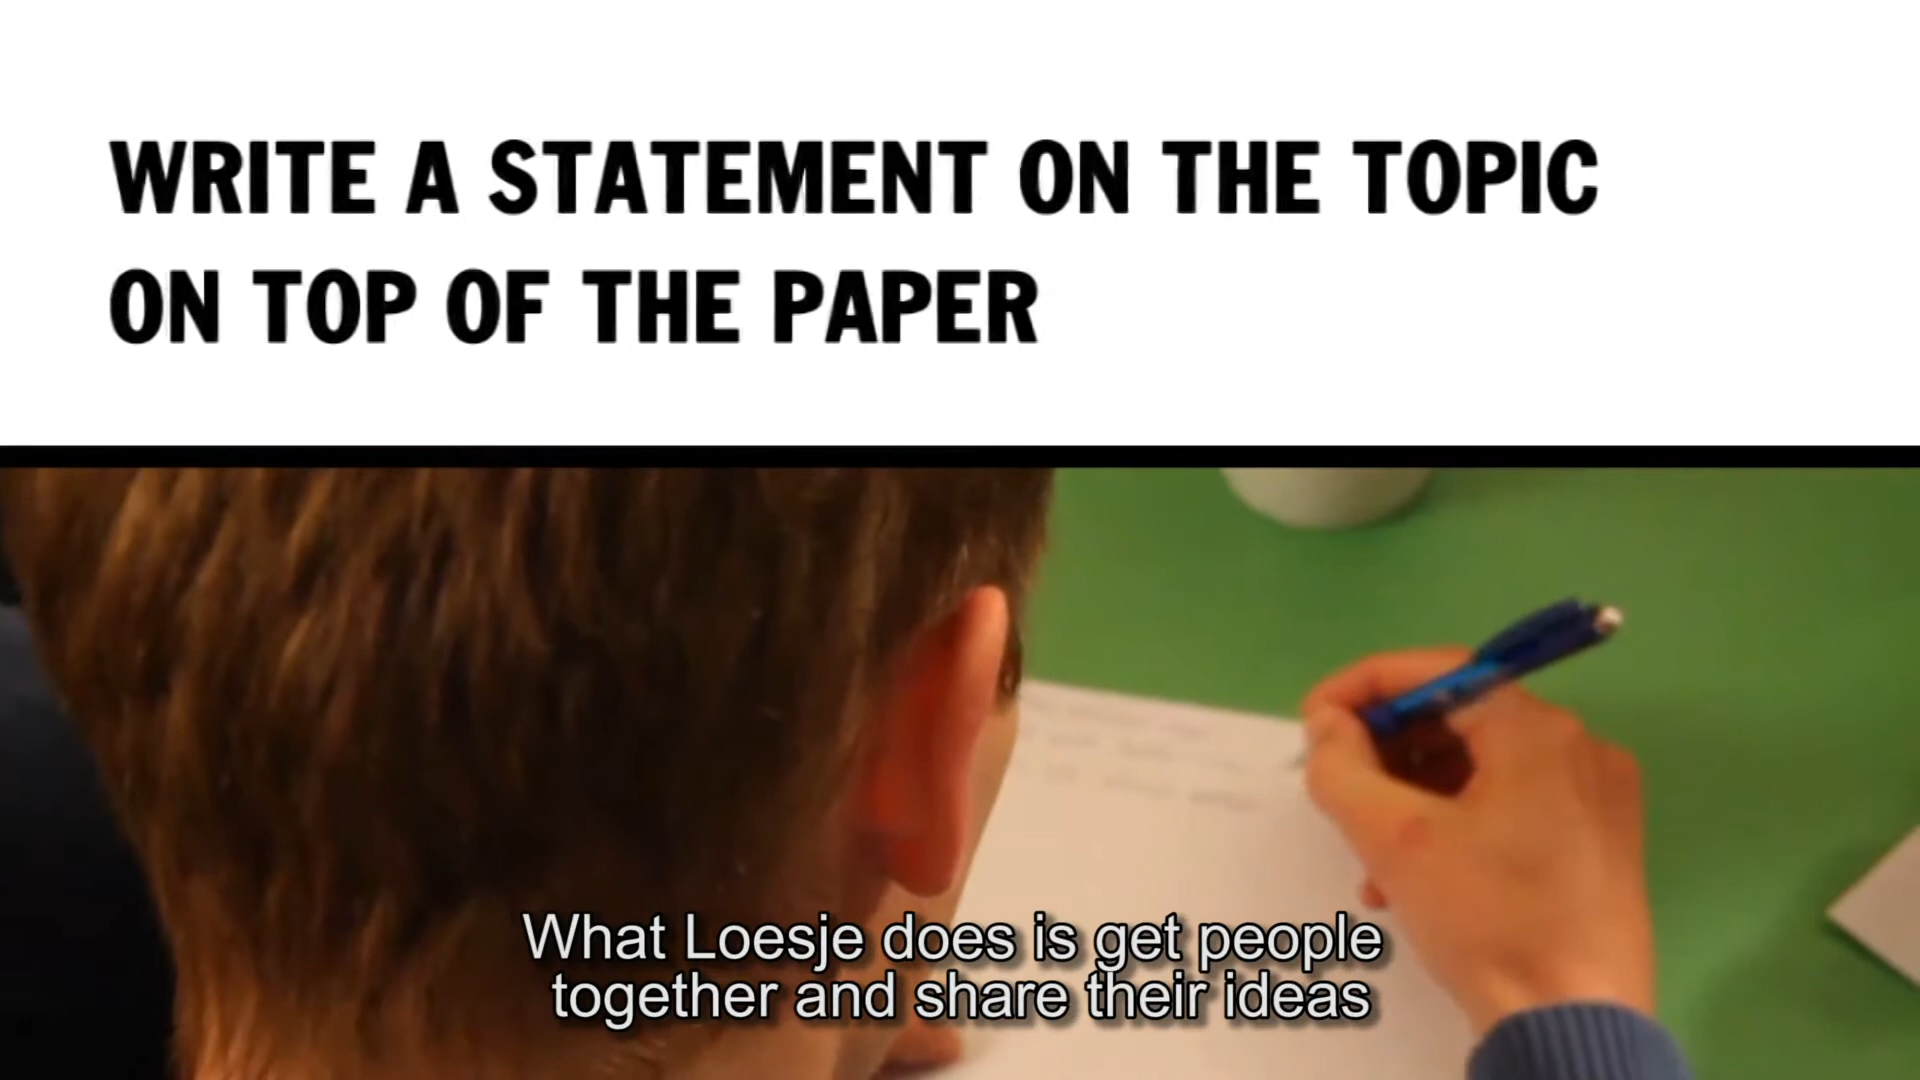 WRITE A STATEMENT ON THE TOPIC
ON TOP OF THE PAPER
What Loesje does is get people
together and share their ideas